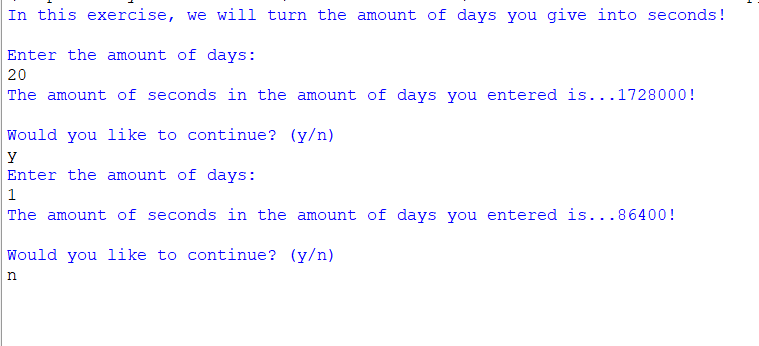 In this exercise, we will turn the amount of days you give into seconds!
Enter the amount of days:
20
The amount of seconds in the amount of days you entered is...1728000!
Would you like to continue? (y/n)
y
Enter the amount of days:
1
The amount of seconds in the amount of days you entered is...86400!
Would you like to continue? (y/n)
n